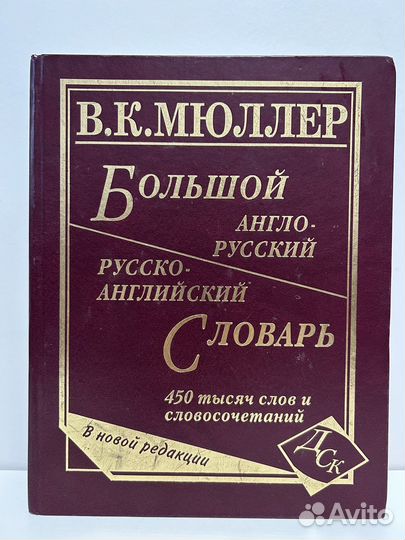 В.К.МЮЛЛЕР
БОЛЬШОЙ
АНГЛО-
РУССКИЙ
РУССКО-
АНГЛИЙСКИЙ
СЛОВАРЬ
450 тысяч слов и
словосочетаний
В новой редакции
ДСК
Avito